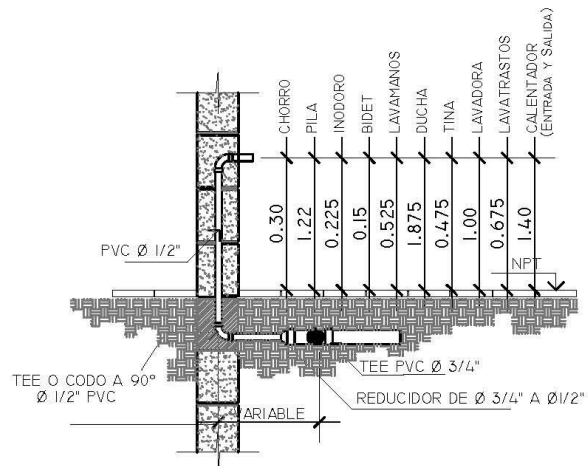 CHORRO
PILA
INODORO
BIDET
LAVAMANOS
DUCHA
TINA
LAVADORA
LAVATRASTOS
CALENTADOR
(ENTRADA Y SALIDA)
0.30
1.22
0.225
0.15
0.525
1.875
0.475
1.00
0.675
1.40
PVC Ø 1/2"
NPT
TEE O CODO A 90°
Ø 1/2" PVC
TEE PVC Ø 3/4"
REDUCIDOR DE Ø 3/4" A Ø1/2"
VARIABLE